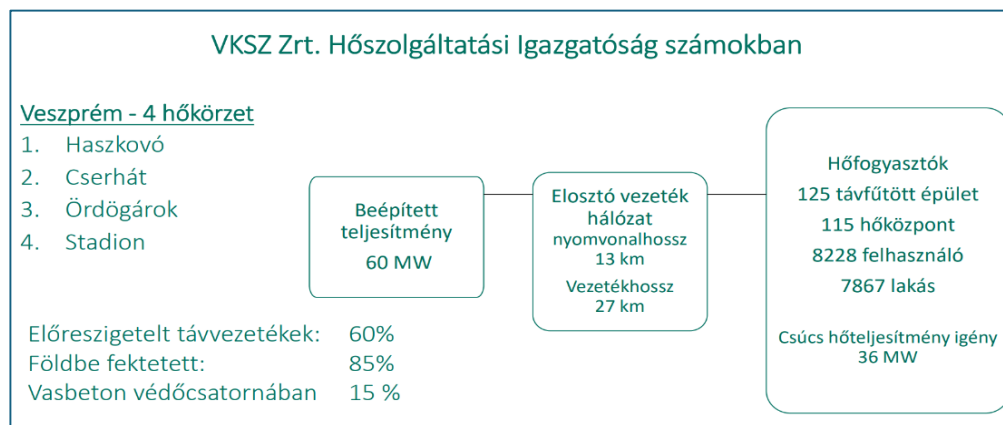 VKSZ Zrt. Hőszolgáltatási Igazgatóság számokban
Veszprém - 4 hőkörzet
1. Haszkovó
2. Cserhát
3. Ördögárok
4. Stadion
Beépített
teljesítmény
60 MW
Elosztó vezeték
hálózat
nyomvonalhossz
13 km
Vezetékhossz
27 km
Hőfogyasztók
125 távfűtött épület
115 hőközpont
8228 felhasználó
7867 lakás
Csúcs hőteljesítmény igény
36 MW
Előreszigetelt távvezetékek: 60%
Földbe fektetett: 85%
Vasbeton védőcsatornában 15 %